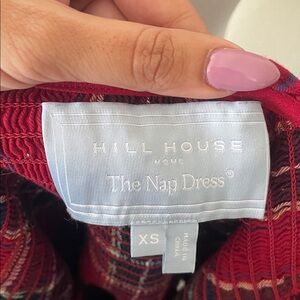 HILL HOUSE
HOME
The Nap Dress®
XS
MADE IN
CHINA